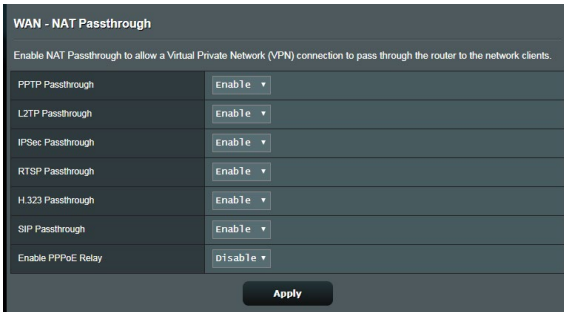 WAN - NAT Passthrough
Enable NAT Passthrough to allow a Virtual Private Network (VPN) connection to pass through the router to the network clients.
PPTP Passthrough Enable
L2TP Passthrough Enable
IPSec Passthrough Enable
RTSP Passthrough Enable
H.323 Passthrough Enable
SIP Passthrough Enable
Enable PPPoE Relay Disable
Apply